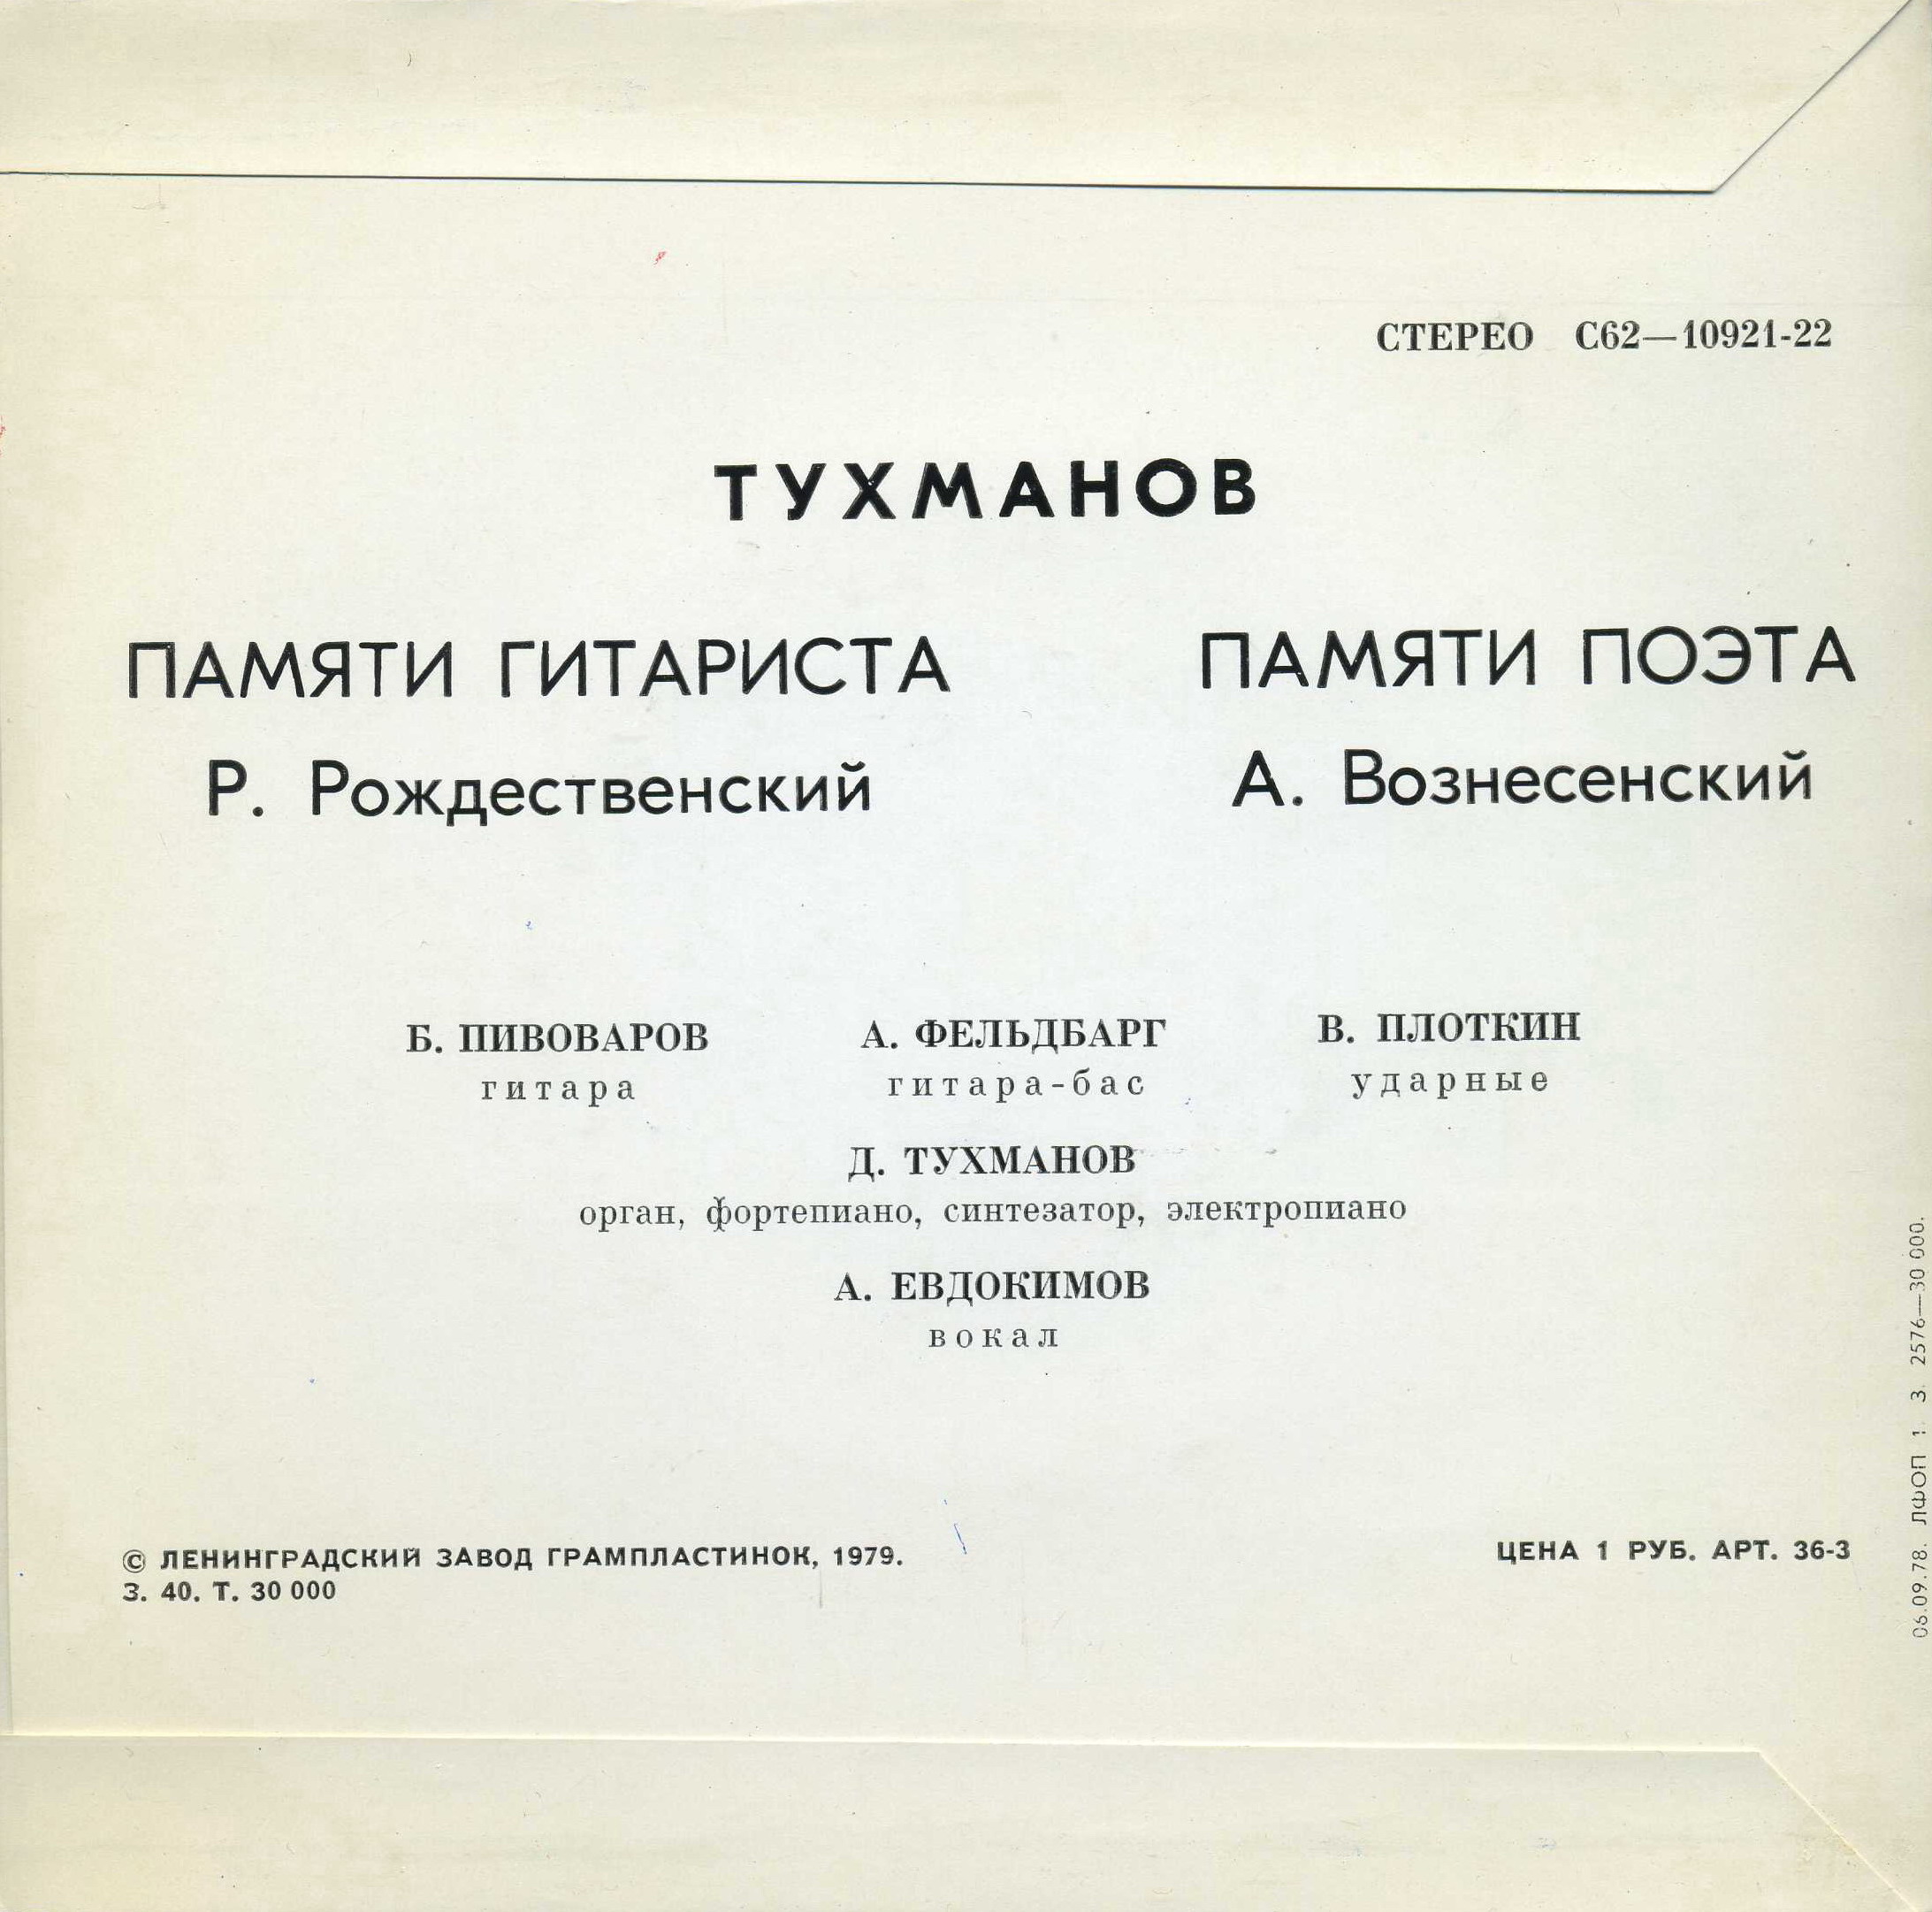 СТЕРЕО С62—10921-22
ТУХМАНОВ
ПАМЯТИ ГИТАРИСТА
Р. Рождественский
ПАМЯТИ ПОЭТА
А. Вознесенский
Б. ПИВОВАРОВ
гитара
А. ФЕЛЬДБАРГ
гитара-бас
В. ПЛОТКИН
ударные
Д. ТУХМАНОВ
орган, фортепиано, синтезатор, электропиано
А. ЕВДОКИМОВ
вокал
© ЛЕНИНГРАДСКИЙ ЗАВОД ГРАМПЛАСТИНОК, 1979.
З. 40. Т. 30 000
ЦЕНА 1 РУБ. АРТ. 36-3
06.09.78. ЛФОП 1. З. 2576—30 000.